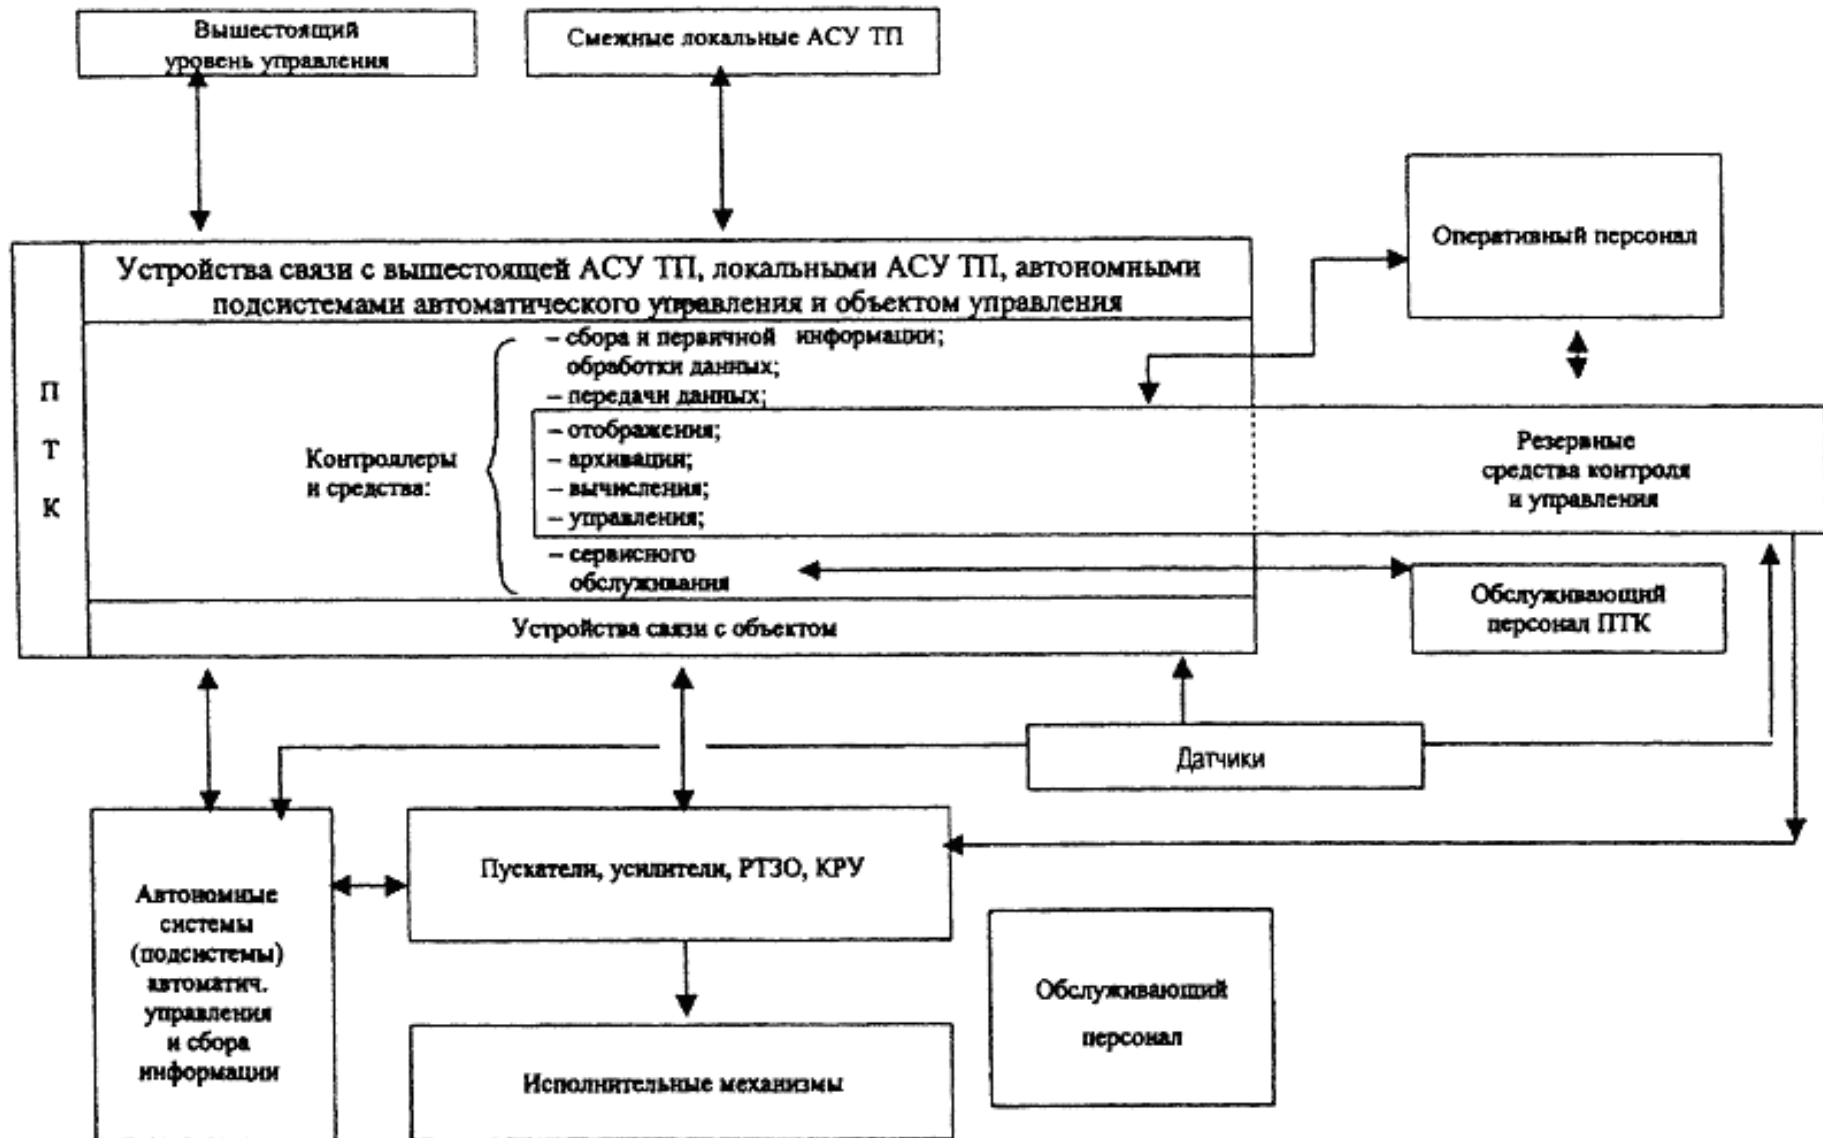 Вышестоящий
уровень управления
Смежные локальные АСУ ТП
Оперативный персонал
Устройства связи с вышестоящей АСУ ТП, локальными АСУ ТП, автономными
подсистемами автоматического управления и объектом управления
П
Т
К
Контроллеры
и средства:
– сбора и первичной информации;
обработки данных;
– передачи данных;
– отображения;
– архивации;
– вычисления;
– управления;
– сервисного
обслуживания
Резервные
средства контроля
и управления
Обслуживающий
персонал ПТК
Устройства связи с объектом
Датчики
Автономные
системы
(подсистемы)
автоматич.
управления
и сбора
информации
Пускатели, усилители, РТЗО, КРУ
Исполнительные механизмы
Обслуживающий
персонал